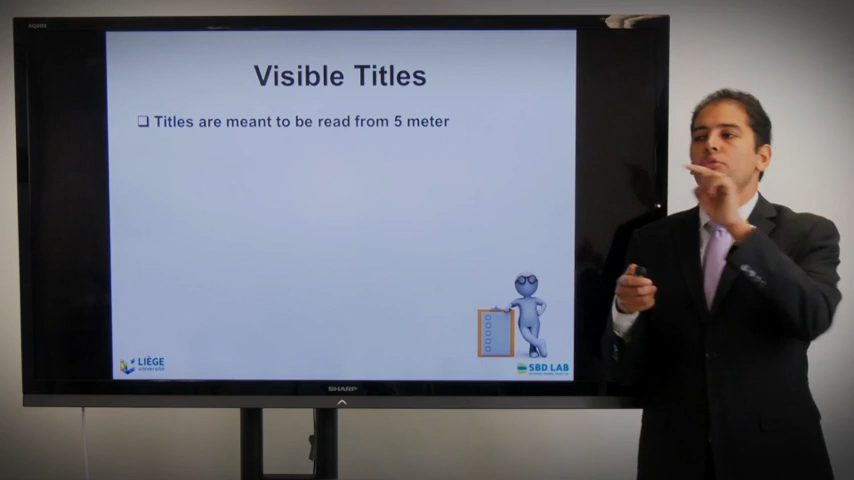 Visible Titles
❑ Titles are meant to be read from 5 meter
LIÈGE
université
SBD LAB
SHARP